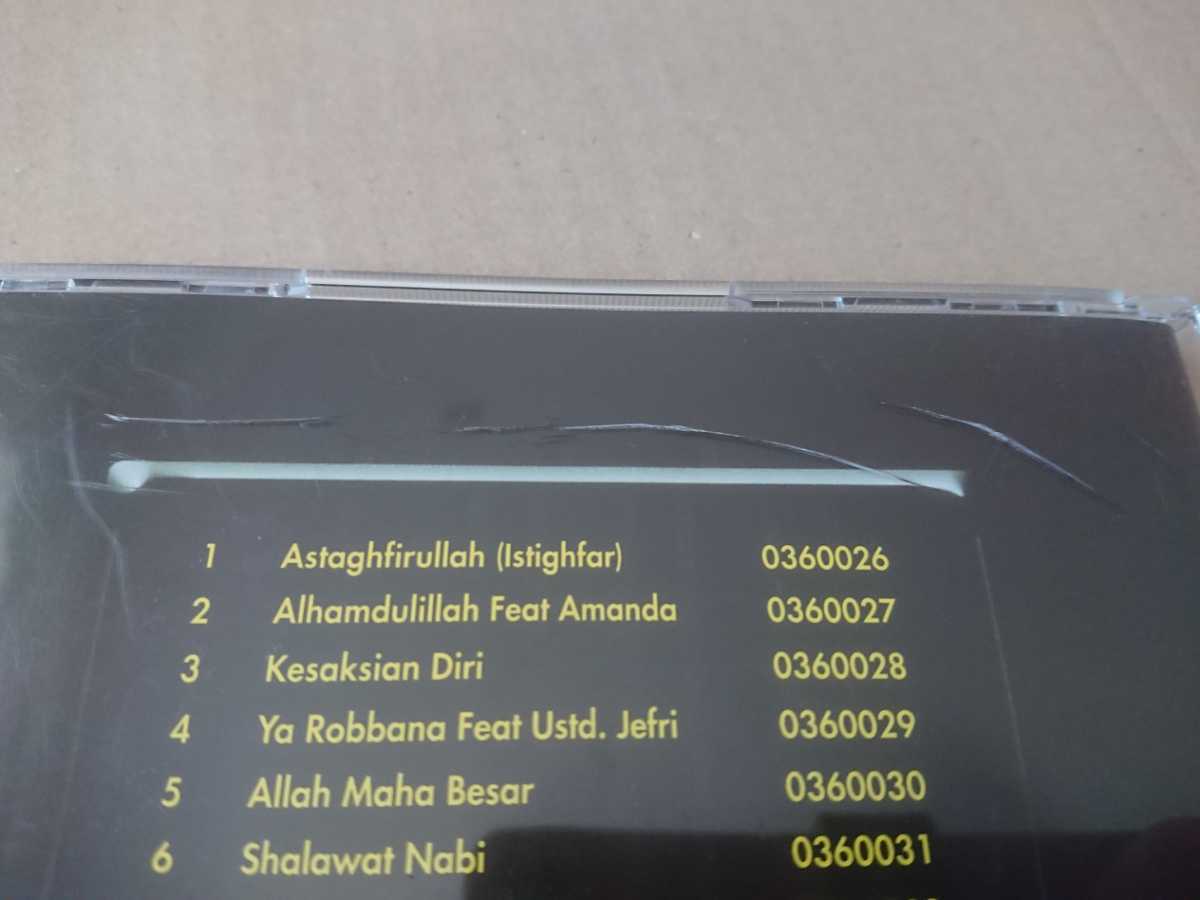 1 Astaghfirullah (Istighfar) 0360026
2 Alhamdulillah Feat Amanda 0360027
3 Kesaksian Diri 0360028
4 Ya Robbana Feat Ustd. Jefri 0360029
5 Allah Maha Besar 0360030
6 Shalawat Nabi 0360031